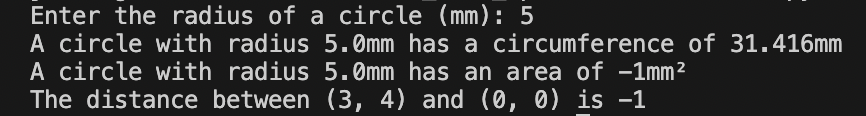 Enter the radius of a circle (mm): 5
A circle with radius 5.0mm has a circumference of 31.416mm
A circle with radius 5.0mm has an area of -1mm²
The distance between (3, 4) and (0, 0) is -1